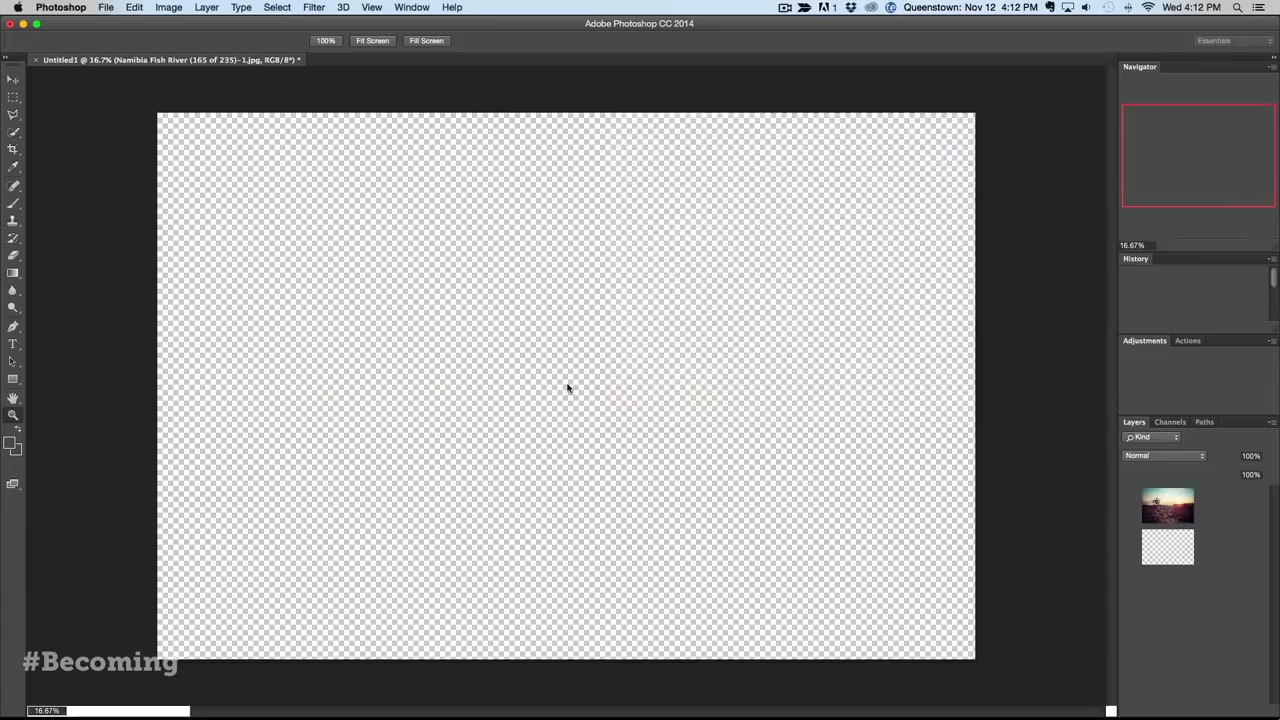 Photoshop File Edit Image Layer Type Select Filter 3D View Window Help 1 Queenstown: Nov 12 4:12 PM Wed 4:12 PM
Adobe Photoshop CC 2014
100% Fit Screen Fill Screen Essentials
× Untitled1 @ 16.7% (Namibia Fish River (165 of 235)-1.jpg, RGB/8*) *
Navigator
16.67%
History
Adjustments Actions
Layers Channels Paths
Kind
Normal 100%
100%
#Becoming
16.67%